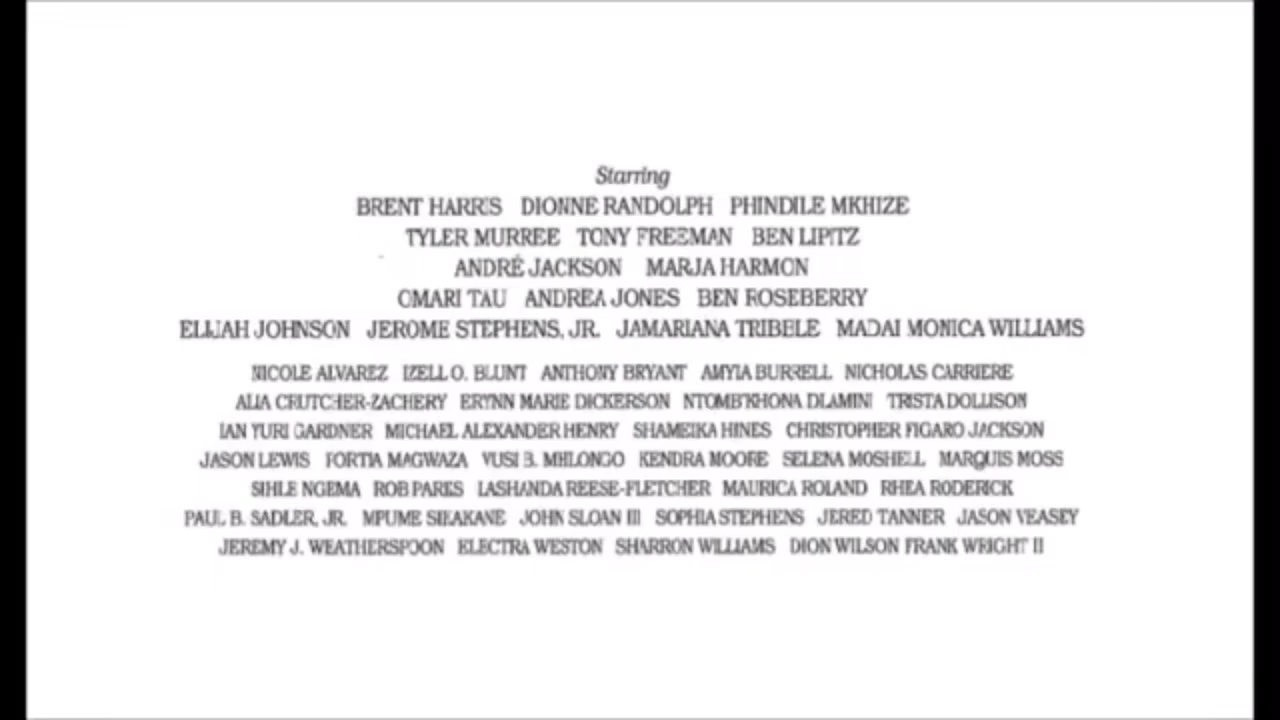 Starring
BRENT HARRIS DIONNE RANDOLPH PHINDILE MKHIZE
TYLER MURREE TONY FREEMAN BEN LIPITZ
ANDRÉ JACKSON MARJA HARMON
OMARI TAU ANDREA JONES BEN ROSEBERRY
ELIJAH JOHNSON JEROME STEPHENS, JR. JAMARIANA TRIBBLE MADAI MONICA WILLIAMS
NICOLE ALVAREZ IZELL O. BLUNT ANTHONY BRYANT AMYIA BURRELL NICHOLAS CARRIERE
ALIA CRUTCHER-ZACHERY ERYNN MARIE DICKERSON NTOMB'KHONA DLAMINI TRISTA DOLLISON
IAN YURI GARDNER MICHAEL ALEXANDER HENRY SHAMEIKA HINES CHRISTOPHER FIGARO JACKSON
JASON LEWIS PORTIA MAGWAZA VUSI B. MHLONGO KENDRA MOORE SELENA MOSHELL MARQUIS MOSS
SIHLE NGEMA ROB PARKS LASHANDA REESE-FLETCHER MAURICA ROLAND RHEA RODERICK
PAUL B. SADLER, JR. MPUME SIKAKANE JOHN SLOAN III SOPHIA STEPHENS JERED TANNER JASON VEASEY
JEREMY J. WEATHERSPOON ELECTRA WESTON SHARRON WILLIAMS DION WILSON FRANK WRIGHT II